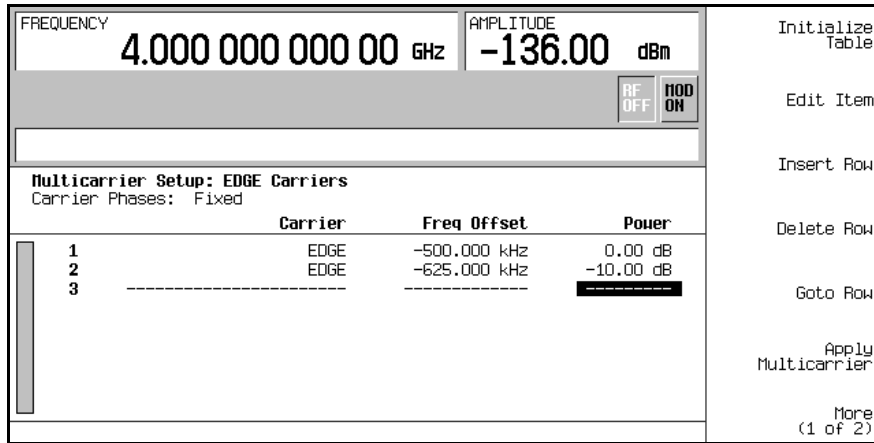 FREQUENCY
4.000 000 000 00 GHz
AMPLITUDE
-136.00 dBm
RF OFF
MOD ON
Multicarrier Setup: EDGE Carriers
Carrier Phases: Fixed
Carrier Freq Offset Power
1 EDGE -500.000 kHz 0.00 dB
2 EDGE -625.000 kHz -10.00 dB
3 ----------------------- ------------- ---------
Initialize
Table
Edit Item
Insert Row
Delete Row
Goto Row
Apply
Multicarrier
More
(1 of 2)